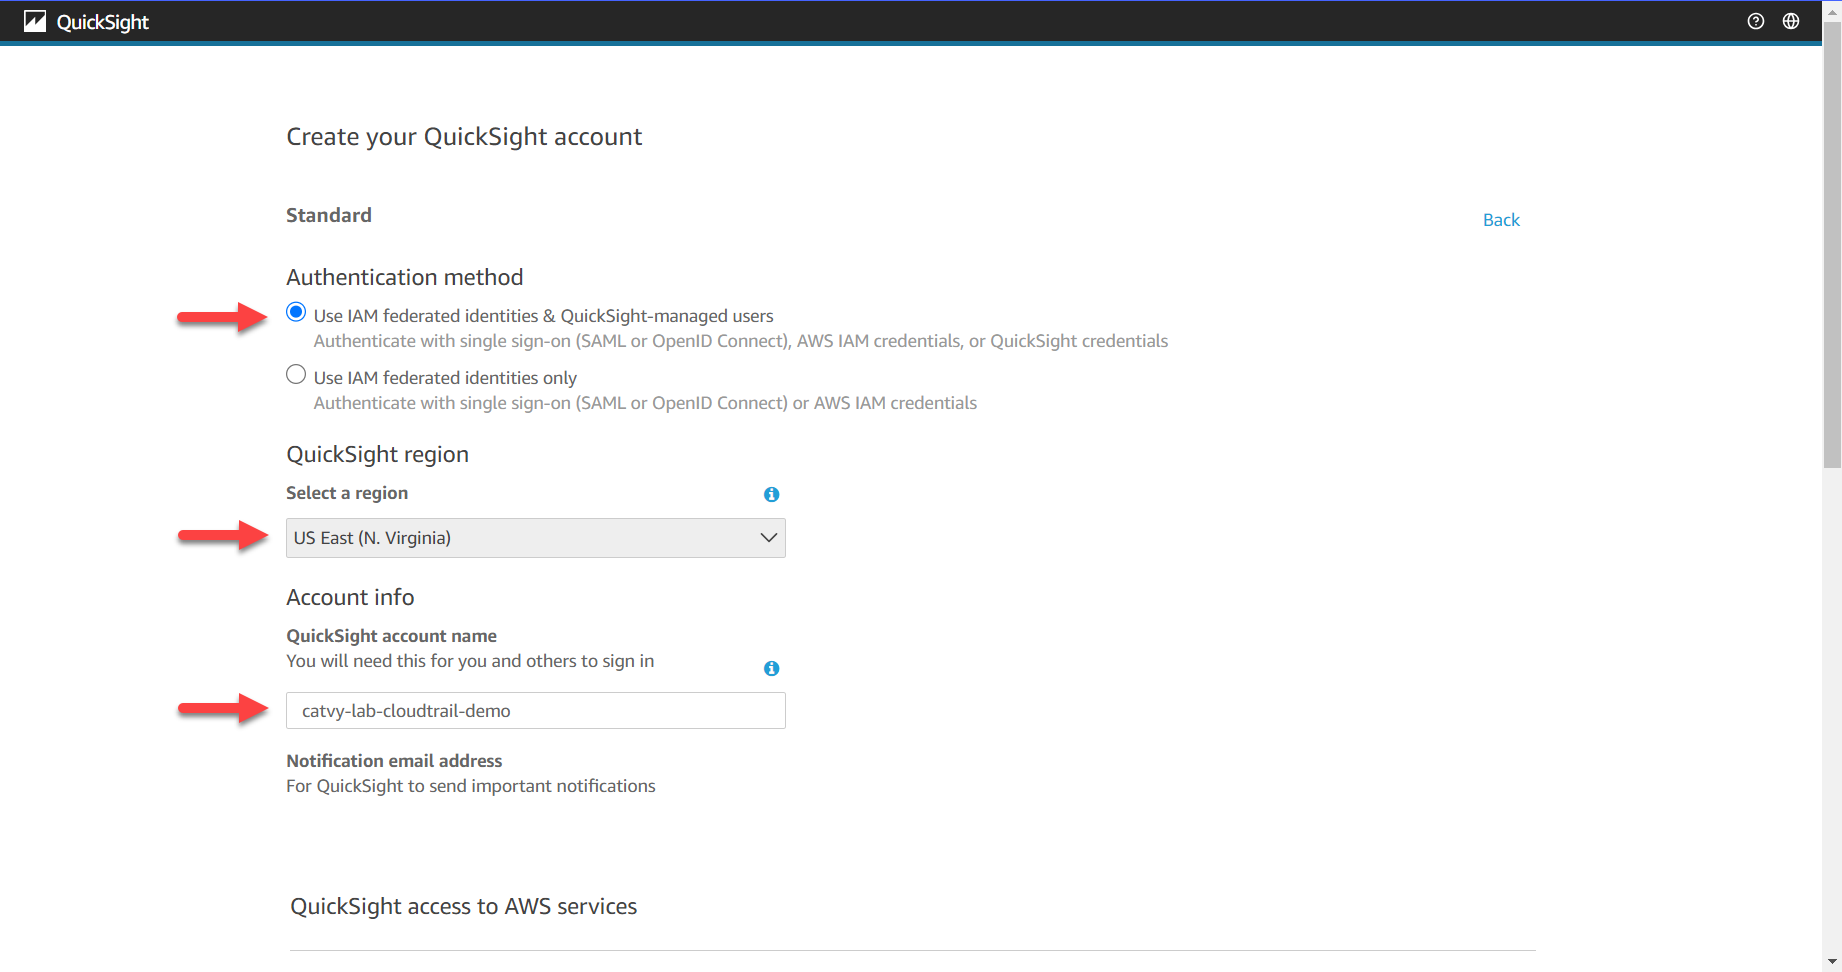 QuickSight
Create your QuickSight account
Standard
Back
Authentication method
Use IAM federated identities & QuickSight-managed users
Authenticate with single sign-on (SAML or OpenID Connect), AWS IAM credentials, or QuickSight credentials
Use IAM federated identities only
Authenticate with single sign-on (SAML or OpenID Connect) or AWS IAM credentials
QuickSight region
Select a region
US East (N. Virginia)
Account info
QuickSight account name
You will need this for you and others to sign in
catvy-lab-cloudtrail-demo
Notification email address
For QuickSight to send important notifications
QuickSight access to AWS services